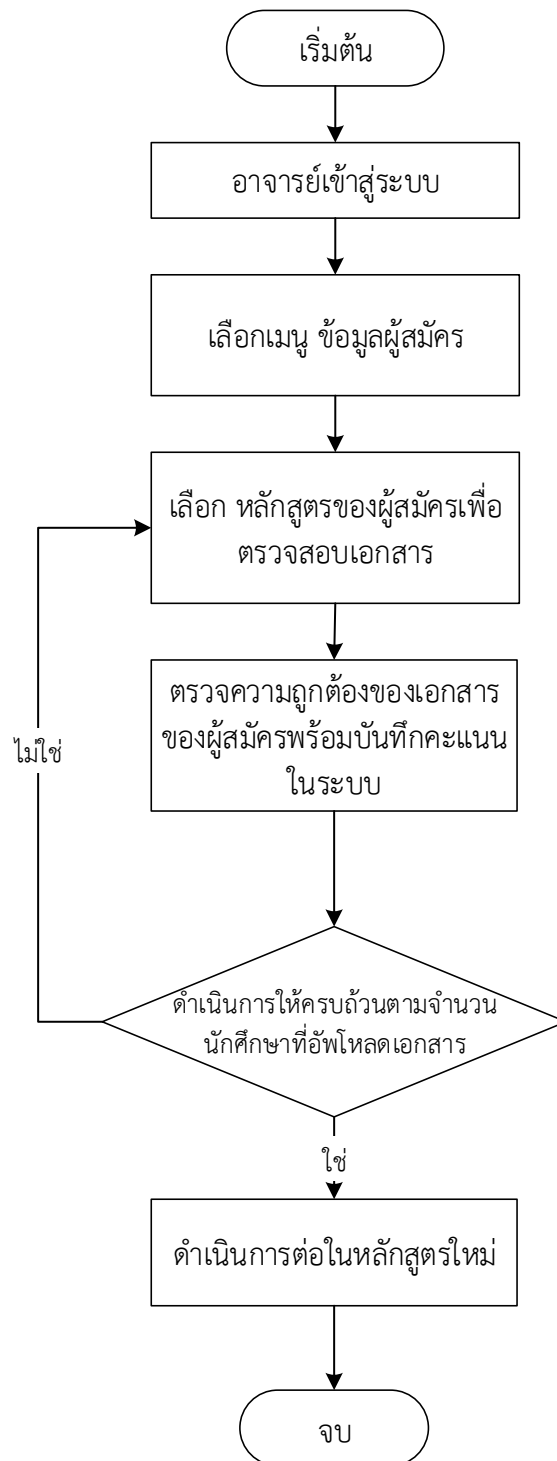 เริ่มต้น
อาจารย์เข้าสู่ระบบ
เลือกเมนู ข้อมูลผู้สมัคร
เลือก หลักสูตรของผู้สมัครเพื่อ
ตรวจสอบเอกสาร
ตรวจความถูกต้องของเอกสาร
ของผู้สมัครพร้อมบันทึกคะแนน
ในระบบ
ไม่ใช่
ดำเนินการให้ครบถ้วนตามจำนวน
นักศึกษาที่อัพโหลดเอกสาร
ใช่
ดำเนินการต่อในหลักสูตรใหม่
จบ